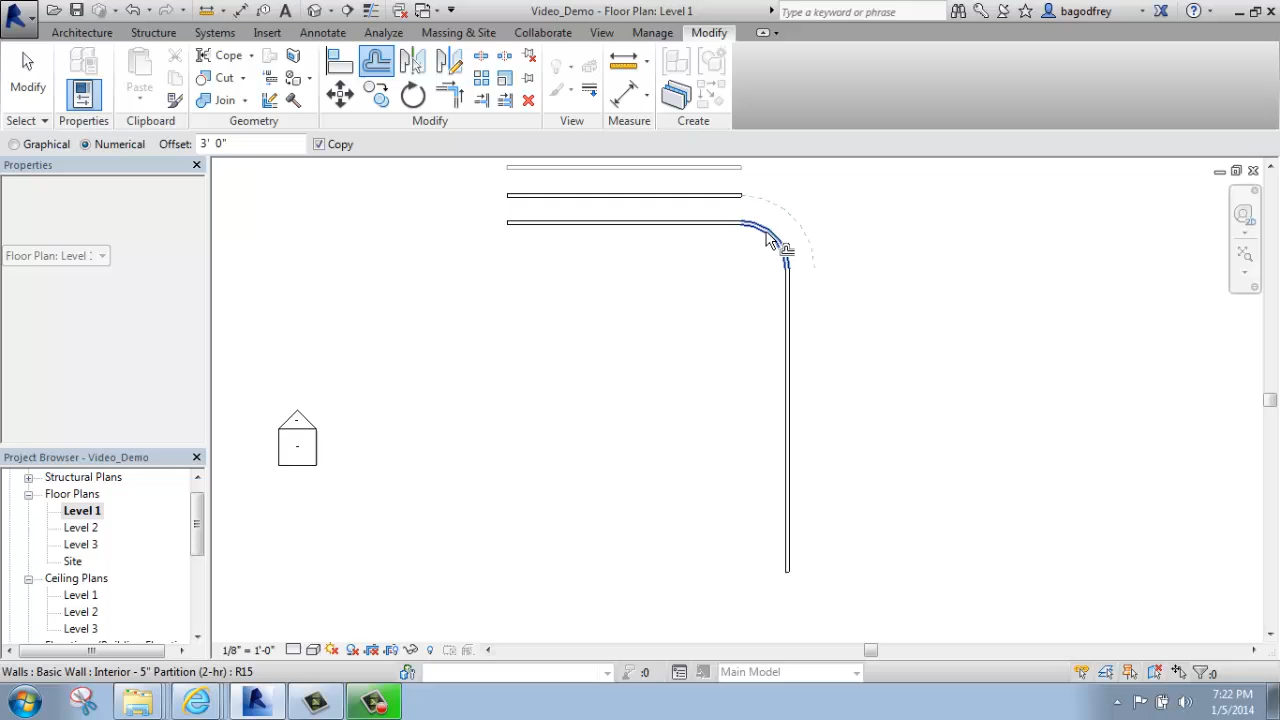 Video_Demo - Floor Plan: Level 1
Type a keyword or phrase
bagodfrey
Architecture
Structure
Systems
Insert
Annotate
Analyze
Massing & Site
Collaborate
View
Manage
Modify
Modify
Paste
Cope
Cut
Join
Select
Properties
Clipboard
Geometry
Modify
View
Measure
Create
Graphical
Numerical
Offset:
3' 0"
Copy
Properties
Floor Plan: Level
Project Browser - Video_Demo
Structural Plans
Floor Plans
Level 1
Level 2
Level 3
Site
Ceiling Plans
Level 1
Level 2
Level 3
1/8" = 1'-0"
Walls : Basic Wall : Interior - 5" Partition (2-hr) : R15
:0
Main Model
:0
7:22 PM
1/5/2014